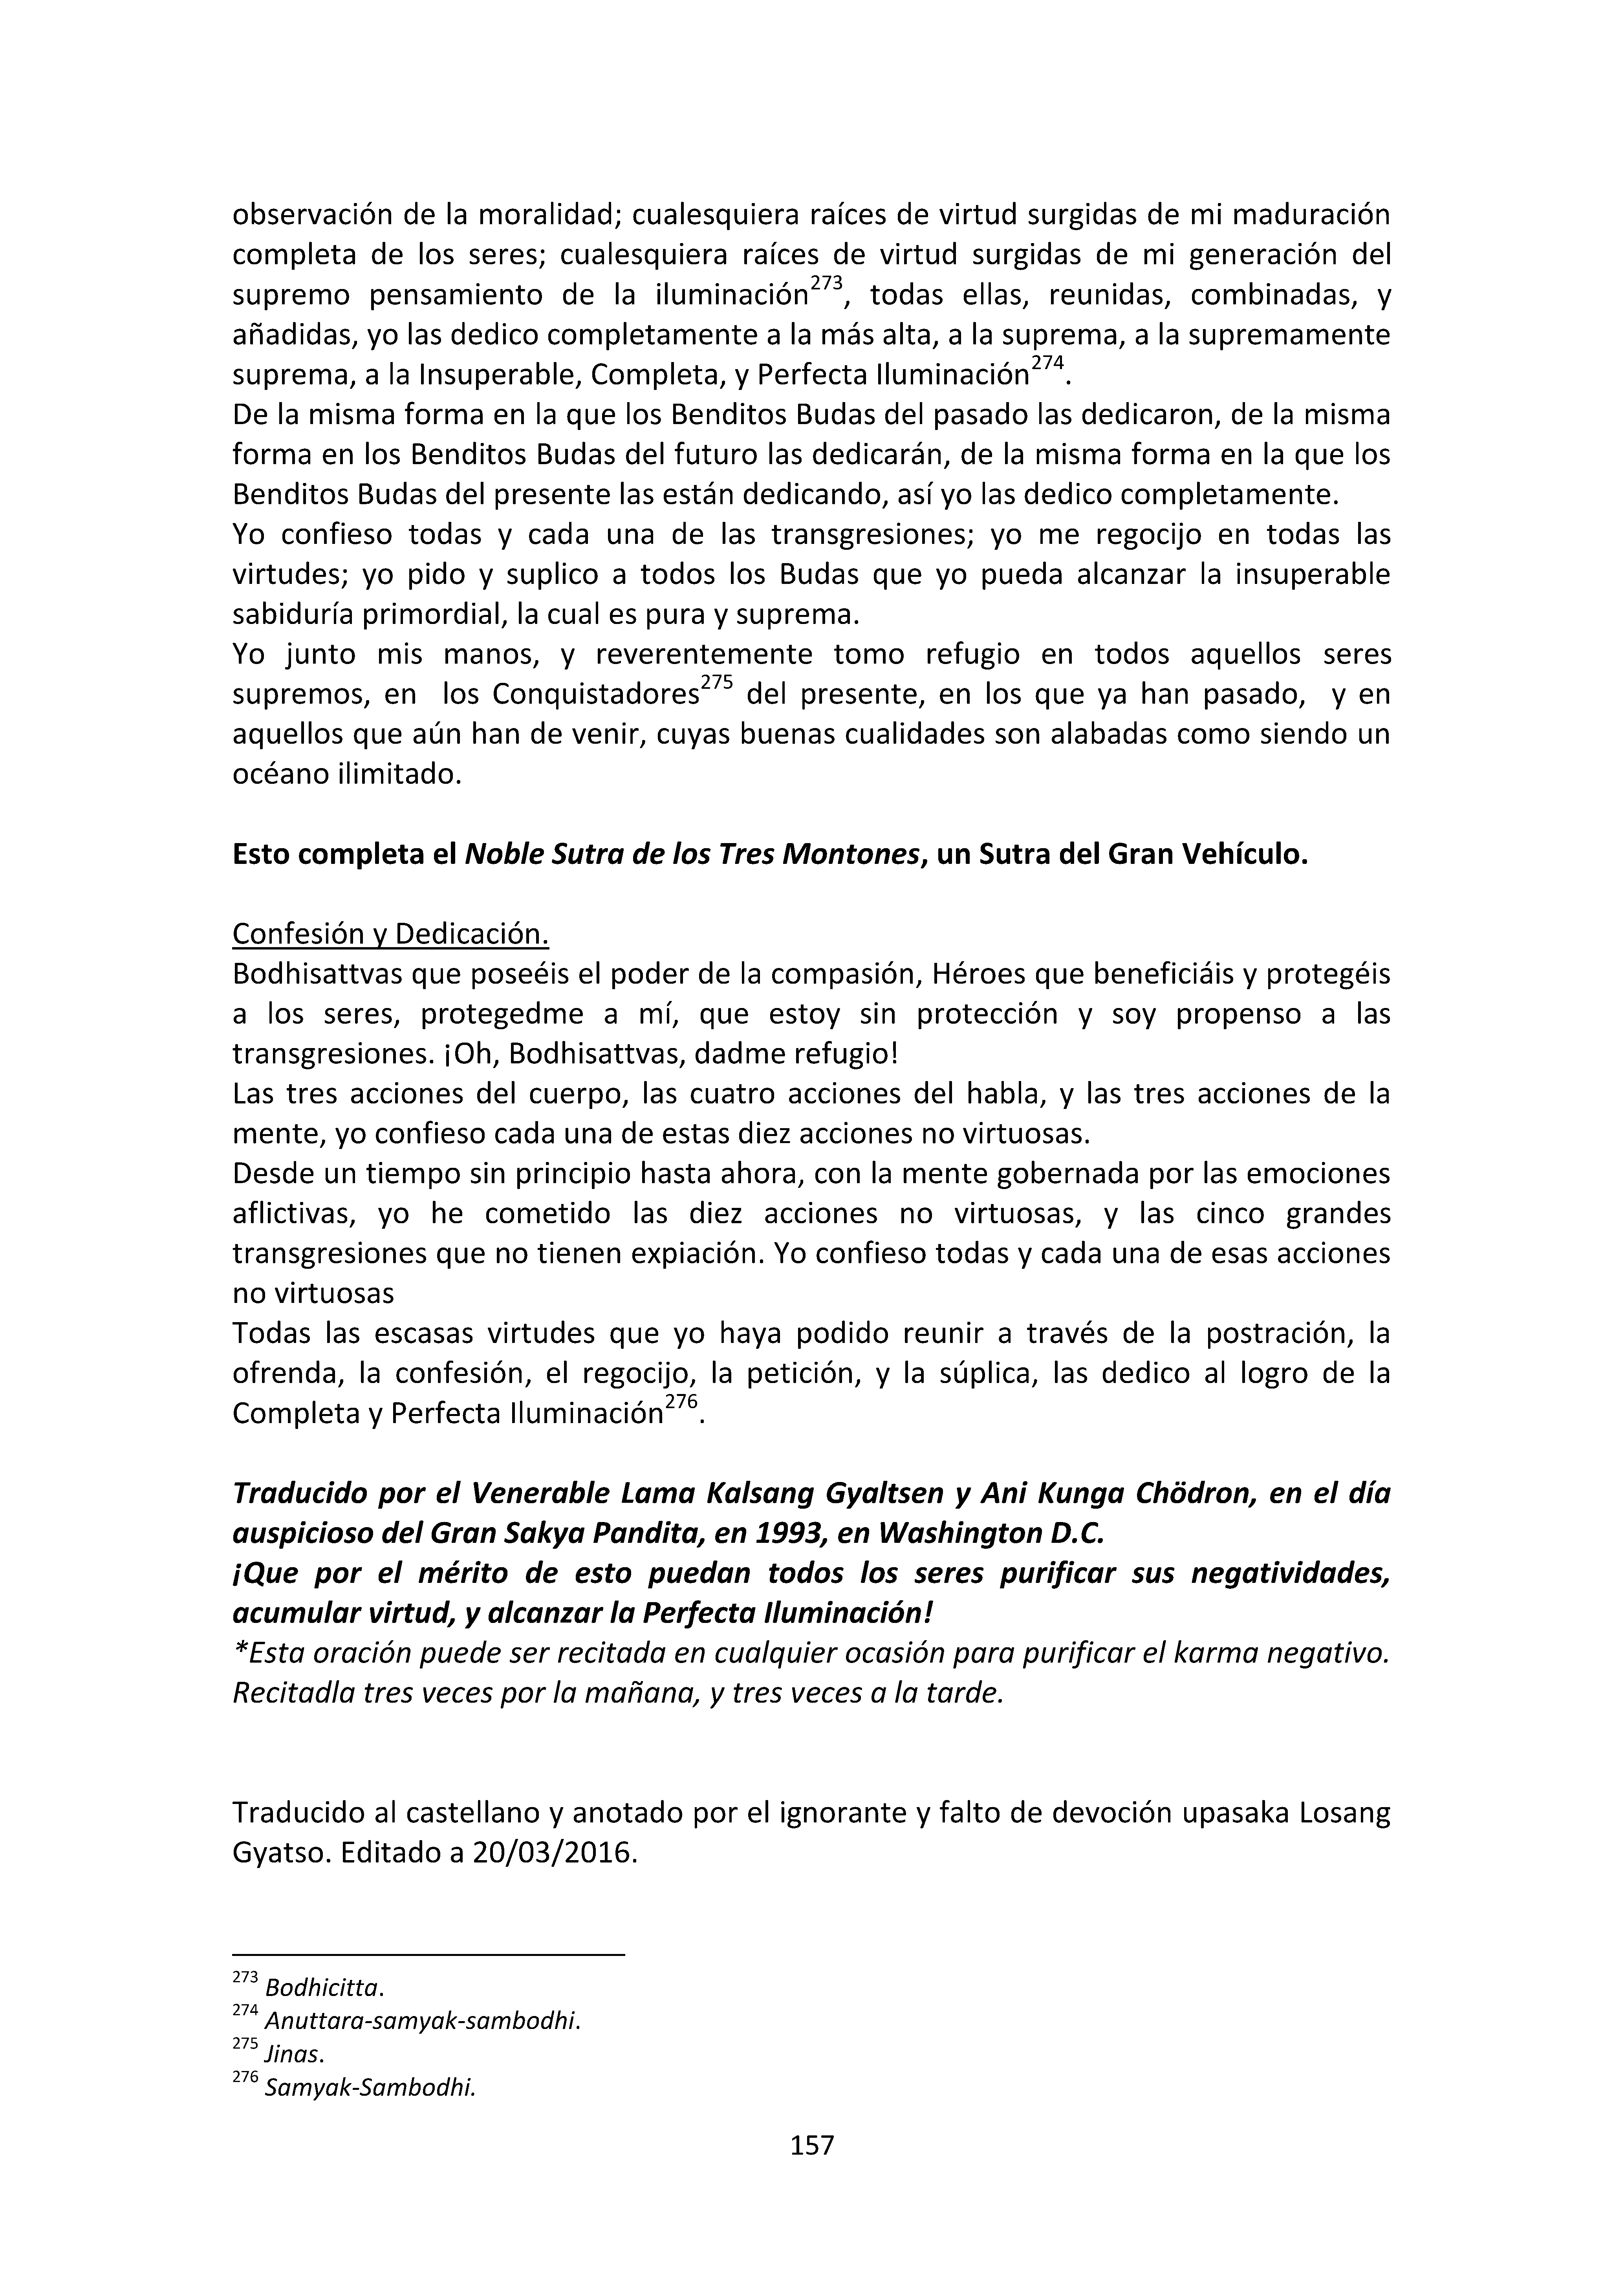 observación de la moralidad; cualesquiera raíces de virtud surgidas de mi maduración
completa de los seres; cualesquiera raíces de virtud surgidas de mi generación del
supremo pensamiento de la iluminación273, todas ellas, reunidas, combinadas, y
añadidas, yo las dedico completamente a la más alta, a la suprema, a la supremamente
suprema, a la Insuperable, Completa, y Perfecta Iluminación274.
De la misma forma en la que los Benditos Budas del pasado las dedicaron, de la misma
forma en los Benditos Budas del futuro las dedicarán, de la misma forma en la que los
Benditos Budas del presente las están dedicando, así yo las dedico completamente.
Yo confieso todas y cada una de las transgresiones; yo me regocijo en todas las
virtudes; yo pido y suplico a todos los Budas que yo pueda alcanzar la insuperable
sabiduría primordial, la cual es pura y suprema.
Yo junto mis manos, y reverentemente tomo refugio en todos aquellos seres
supremos, en los Conquistadores275 del presente, en los que ya han pasado, y en
aquellos que aún han de venir, cuyas buenas cualidades son alabadas como siendo un
océano ilimitado.
Esto completa el Noble Sutra de los Tres Montones, un Sutra del Gran Vehículo.
Confesión y Dedicación.
Bodhisattvas que poseéis el poder de la compasión, Héroes que beneficiáis y protegéis
a los seres, protegedme a mí, que estoy sin protección y soy propenso a las
transgresiones. ¡Oh, Bodhisattvas, dadme refugio!
Las tres acciones del cuerpo, las cuatro acciones del habla, y las tres acciones de la
mente, yo confieso cada una de estas diez acciones no virtuosas.
Desde un tiempo sin principio hasta ahora, con la mente gobernada por las emociones
aflictivas, yo he cometido las diez acciones no virtuosas, y las cinco grandes
transgresiones que no tienen expiación. Yo confieso todas y cada una de esas acciones
no virtuosas
Todas las escasas virtudes que yo haya podido reunir a través de la postración, la
ofrenda, la confesión, el regocijo, la petición, y la súplica, las dedico al logro de la
Completa y Perfecta Iluminación276.
Traducido por el Venerable Lama Kalsang Gyaltsen y Ani Kunga Chödron, en el día
auspicioso del Gran Sakya Pandita, en 1993, en Washington D.C.
¡Que por el mérito de esto puedan todos los seres purificar sus negatividades,
acumular virtud, y alcanzar la Perfecta Iluminación!
*Esta oración puede ser recitada en cualquier ocasión para purificar el karma negativo.
Recitadla tres veces por la mañana, y tres veces a la tarde.
Traducido al castellano y anotado por el ignorante y falto de devoción upasaka Losang
Gyatso. Editado a 20/03/2016.
273 Bodhicitta.
274 Anuttara-samyak-sambodhi.
275 Jinas.
276 Samyak-Sambodhi.
157